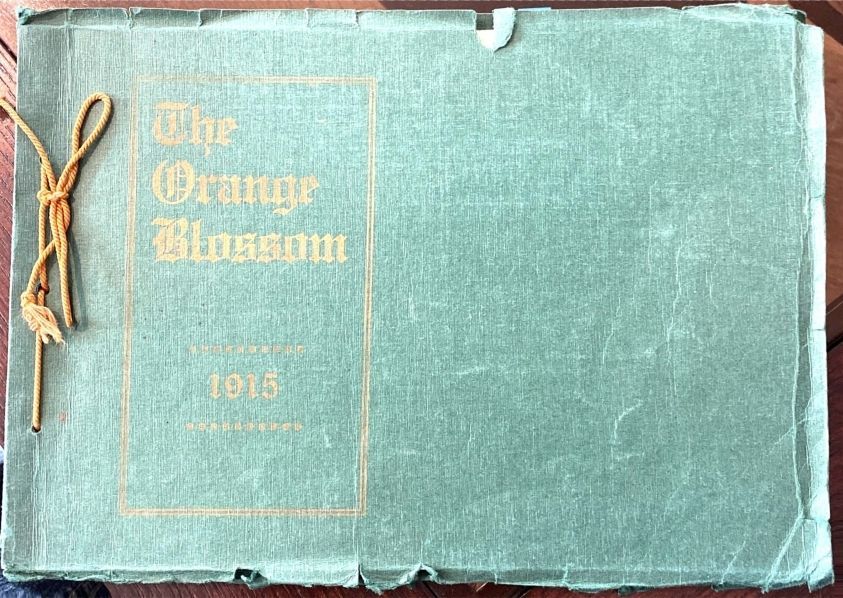 The
Orange
Blossom
1915